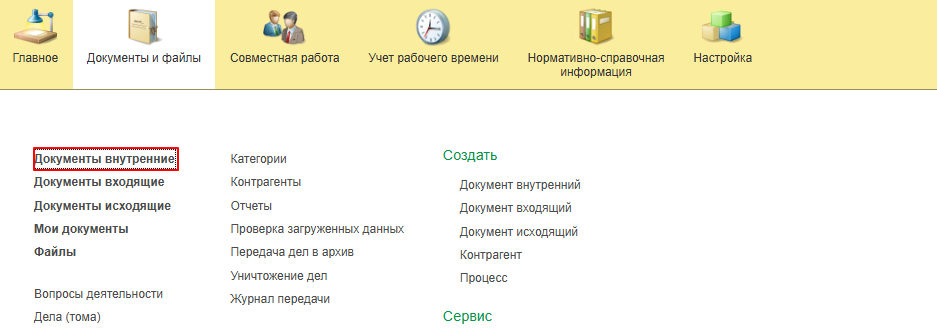 Главное
Документы и файлы
Совместная работа
Учет рабочего времени
Нормативно-справочная
информация
Настройка
Документы внутренние
Документы входящие
Документы исходящие
Мои документы
Файлы
Вопросы деятельности
Дела (тома)
Категории
Контрагенты
Отчеты
Проверка загруженных данных
Передача дел в архив
Уничтожение дел
Журнал передачи
Создать
Документ внутренний
Документ входящий
Документ исходящий
Контрагент
Процесс
Сервис